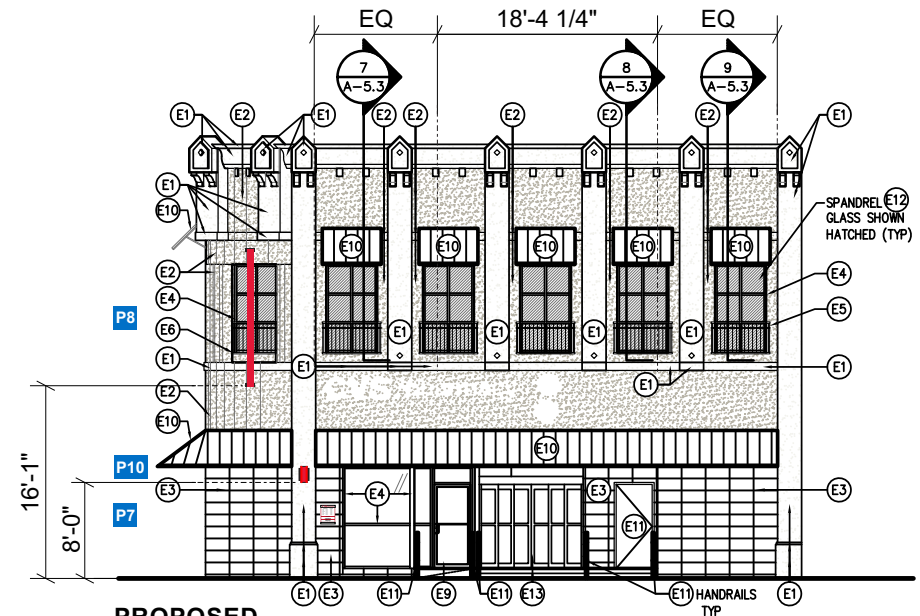 EQ 18'-4 1/4" EQ
7 8 9
A-5.3 A-5.3 A-5.3
E1 E2 E1 E2 E2 E2 E2 E2 E1
E1
E10
SPANDREL E12
GLASS SHOWN
HATCHED (TYP)
E10 E10 E10 E10 E10
E2
E4 E4
P8 E5
E6 E1 E1 E1 E1
E1 E1 E1
E1
E2
E10
E10
P10
E3 E4 E3 E3
P7
E11
16'-1"
8'-0"
E1 E3 E11 E9 E11 E13 E11 HANDRAILS E1
TYP
PROPOSED